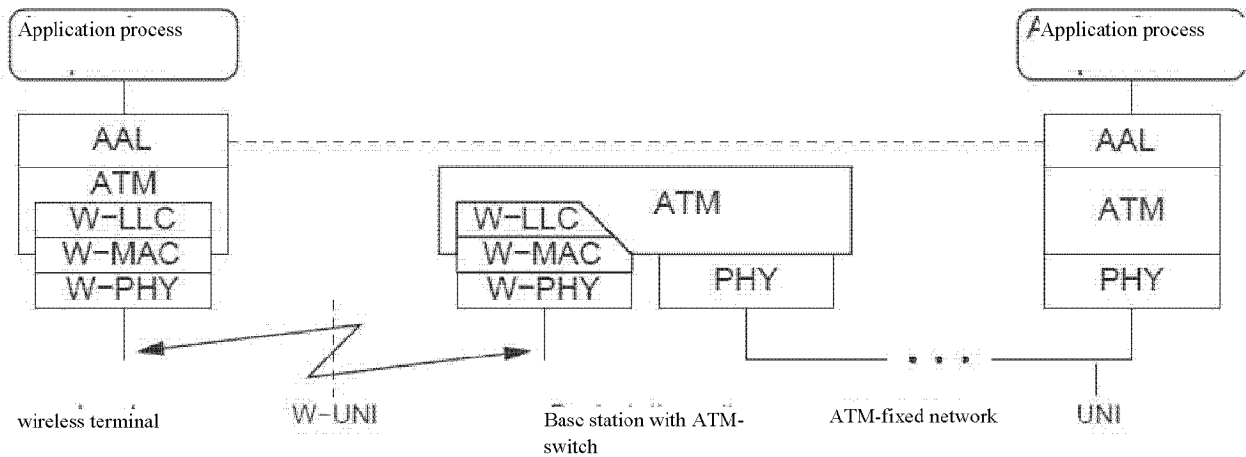 Application process
Application process
AAL
AAL
ATM
ATM
ATM
W-LLC
W-LLC
W-MAC
W-MAC
W-PHY
W-PHY
PHY
PHY
wireless terminal
W-UNI
Base station with ATM-
switch
ATM-fixed network
UNI